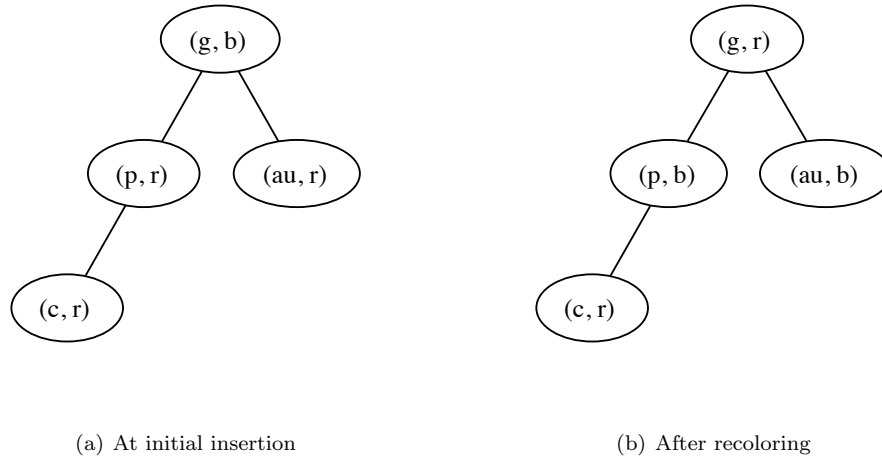 (g, b)
(g, r)
(p, r)
(au, r)
(p, b)
(au, b)
(c, r)
(c, r)
(a) At initial insertion
(b) After recoloring